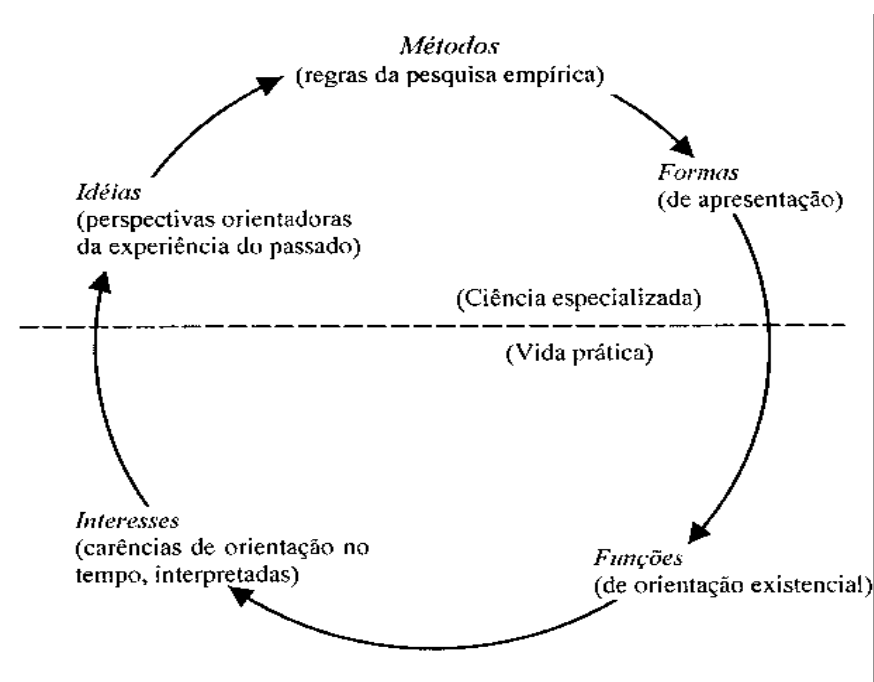 Métodos
(regras da pesquisa empírica)
Formas
(de apresentação)
Idéias
(perspectivas orientadoras
da experiência do passado)
(Ciência especializada)
(Vida prática)
Interesses
(carências de orientação no
tempo, interpretadas)
Funções
(de orientação existencial)